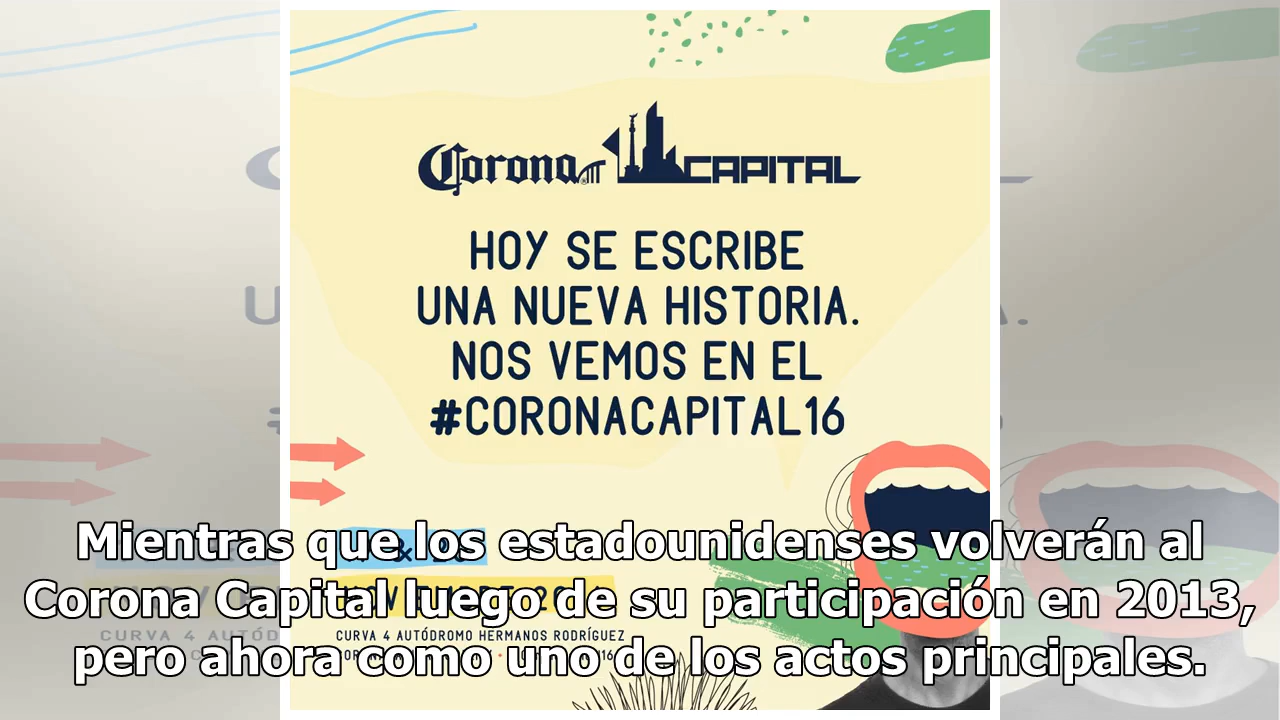 Corona CAPITAL
HOY SE ESCRIBE
UNA NUEVA HISTORIA.
NOS VEMOS EN EL
#CORONACAPITAL16
Mientras que los estadounidenses volverán al
Corona Capital luego de su participación en 2013,
CURVA 4 AUTÓDROMO HERMANOS RODRÍGUEZ
pero ahora como uno de los actos principales.